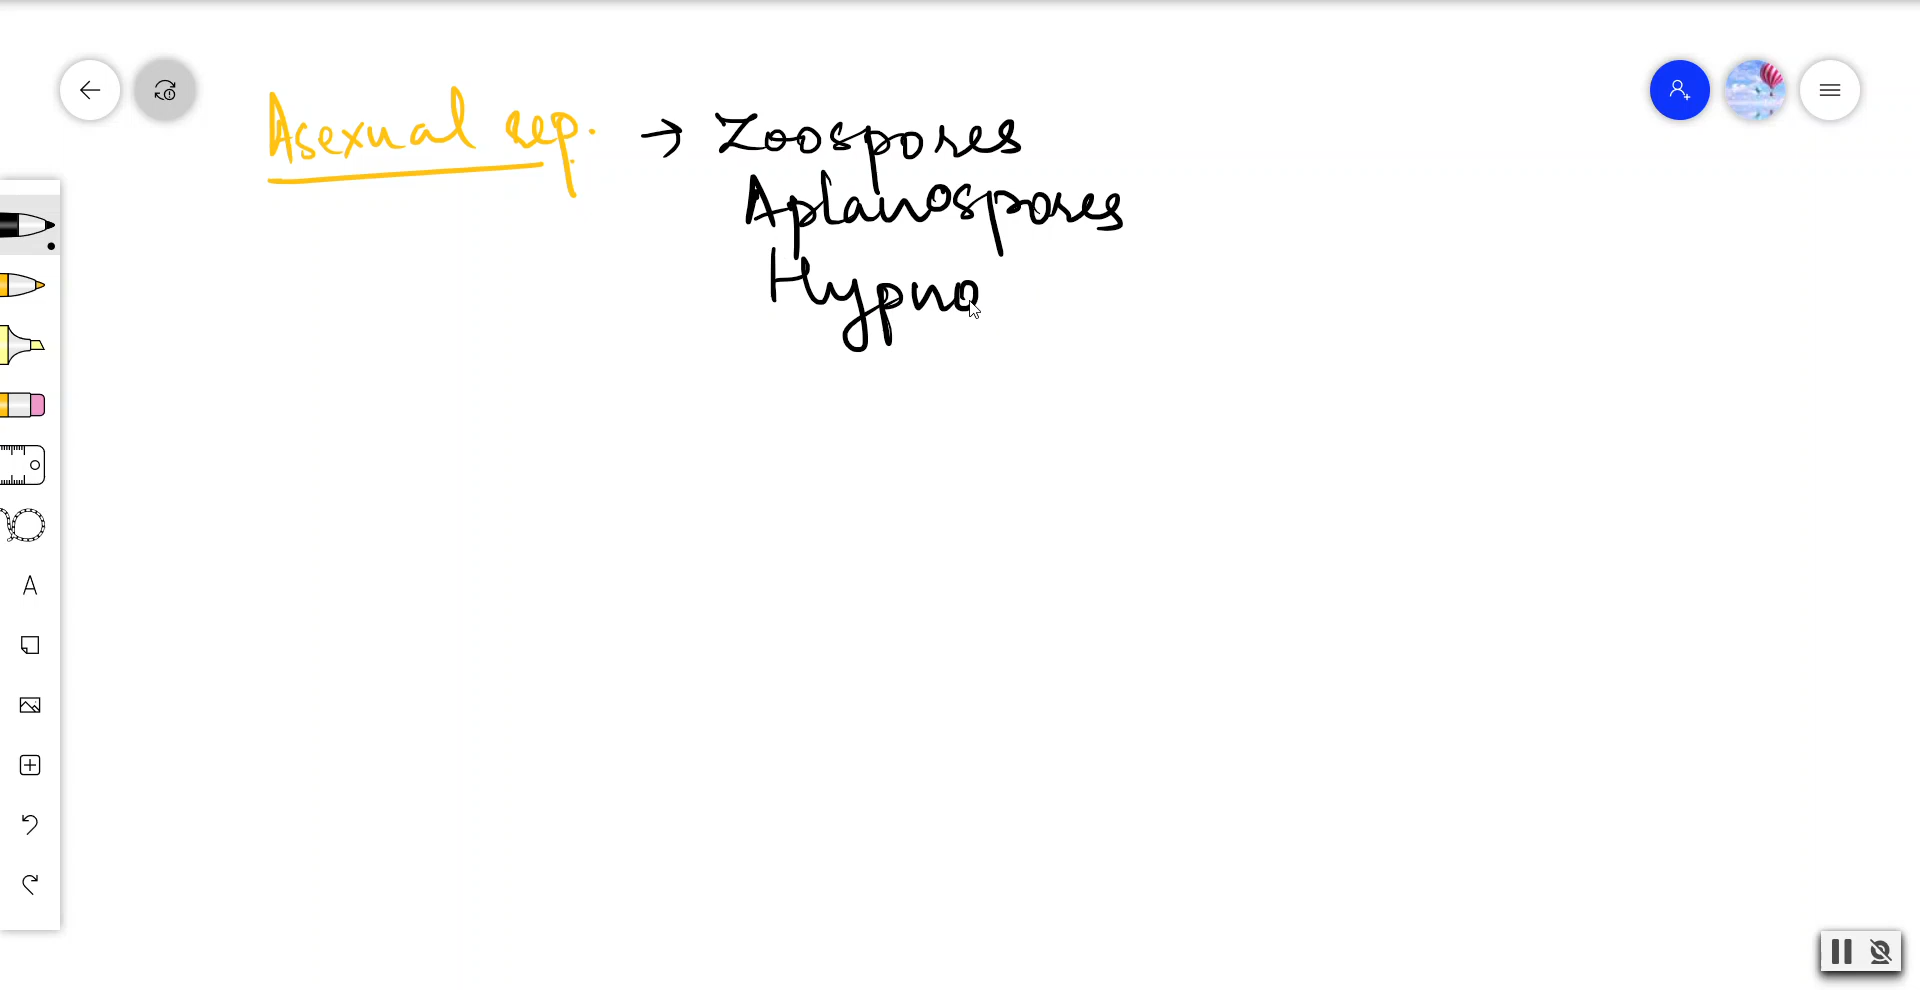 Asexual rep. → Zoospores
Aplanospores
Hypno
A